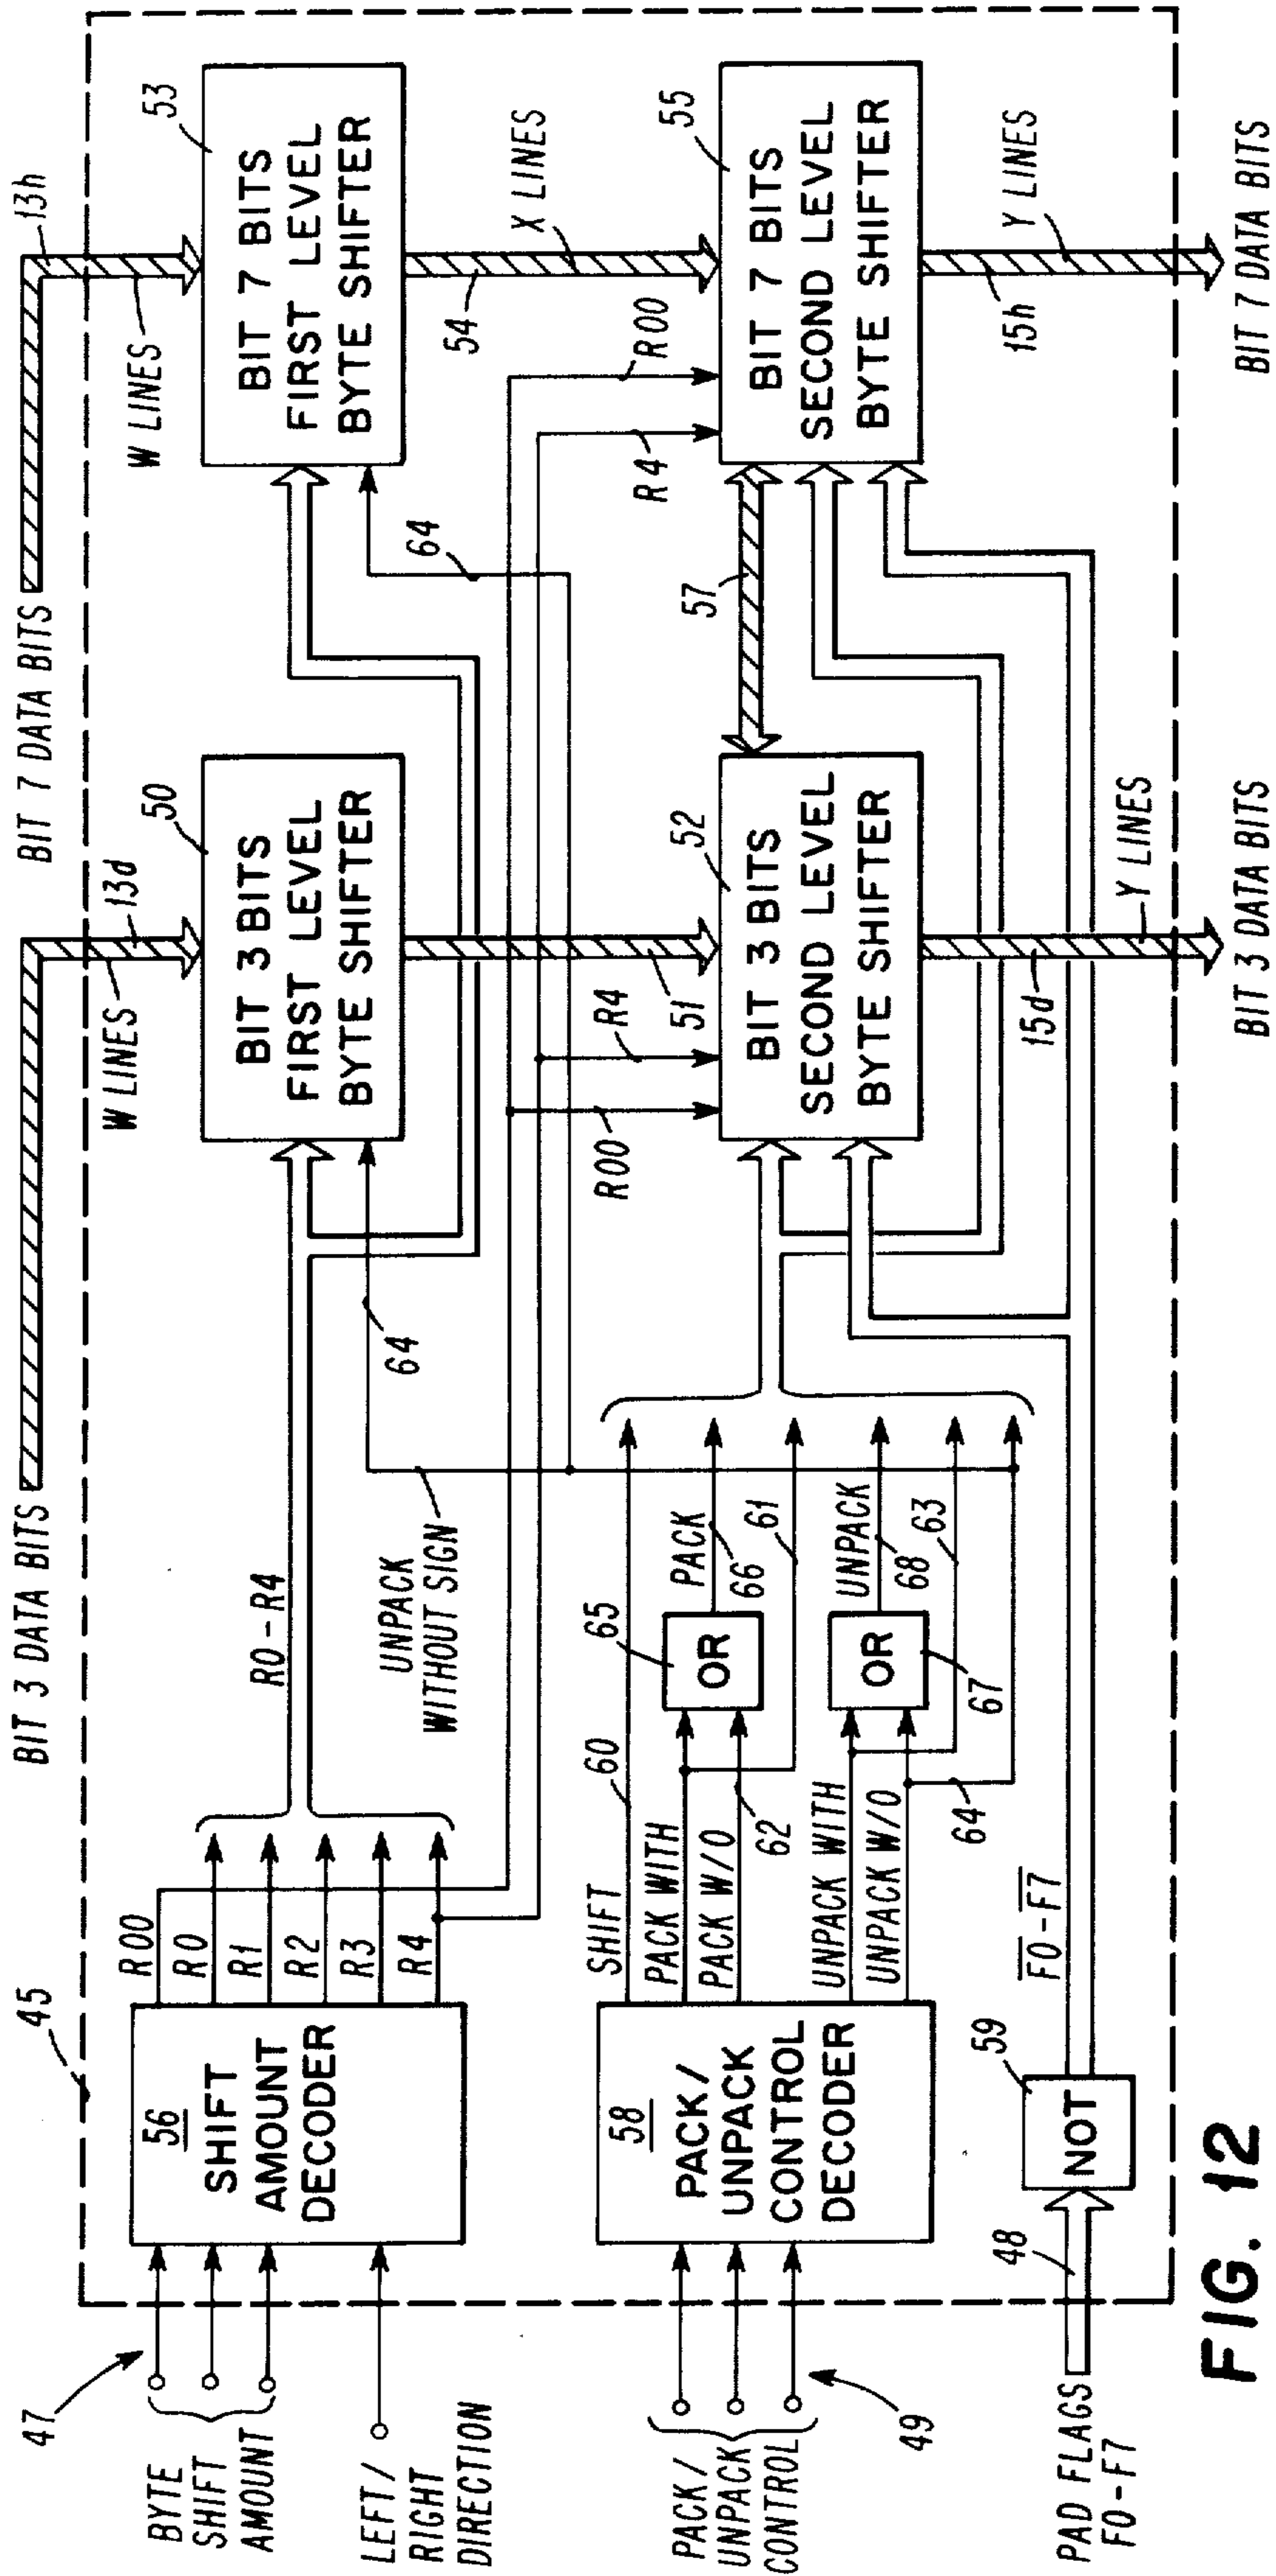 BIT 3 DATA BITS
BIT 7 DATA BITS
13d
13h
W LINES
W LINES
45
47
BYTE
SHIFT
AMOUNT
LEFT/
RIGHT
DIRECTION
56
SHIFT
AMOUNT
DECODER
R00
R0
R1
R2
R3
R4
R0-R4
50
BIT 3 BITS
FIRST LEVEL
BYTE SHIFTER
53
BIT 7 BITS
FIRST LEVEL
BYTE SHIFTER
64
64
UNPACK
WITHOUT SIGN
R00
R4
51
R4
R00
54
X LINES
PACK/
UNPACK
CONTROL
49
58
PACK/
UNPACK
CONTROL
DECODER
SHIFT
60
PACK WITH
PACK W/O
62
65
OR
PACK
66
61
UNPACK WITH
UNPACK W/O
64
OR
67
UNPACK
68
63
52
BIT 3 BITS
SECOND LEVEL
BYTE SHIFTER
57
55
BIT 7 BITS
SECOND LEVEL
BYTE SHIFTER
PAD FLAGS
F0-F7
48
59
NOT
F0-F7
15d
Y LINES
15h
Y LINES
BIT 3 DATA BITS
BIT 7 DATA BITS
FIG. 12